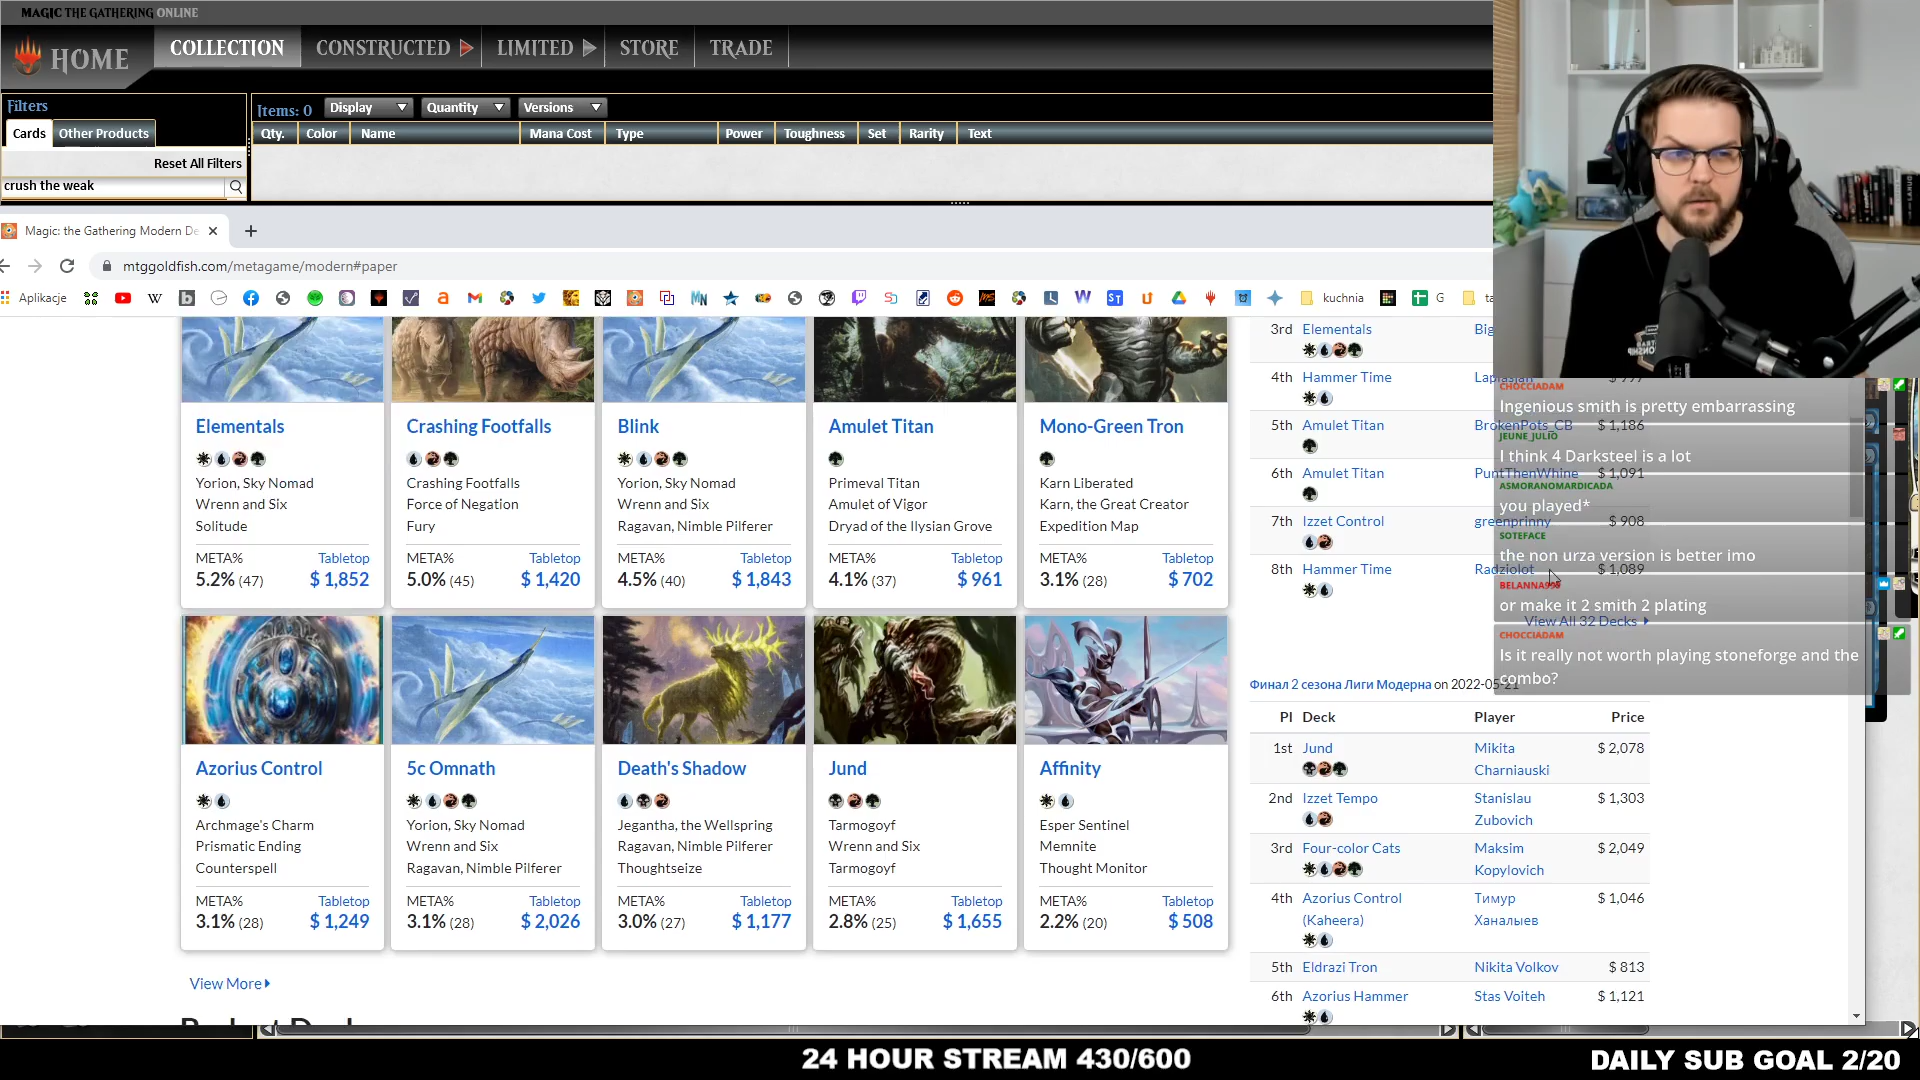 MAGIC THE GATHERING ONLINE
HOME
COLLECTION
CONSTRUCTED
LIMITED
STORE
TRADE
Filters
Cards
Other Products
Reset All Filters
crush the weak
Items: 0
Display
Quantity
Versions
Qty.
Color
Name
Mana Cost
Type
Power
Toughness
Set
Rarity
Text
Magic: the Gathering Modern De
mtggoldfish.com/metagame/modern#paper
Aplikacje
kuchnia
G
ta
Elementals
Yorion, Sky Nomad
Wrenn and Six
Solitude
META%
Tabletop
5.2% (47)
$ 1,852
Crashing Footfalls
Crashing Footfalls
Force of Negation
Fury
META%
Tabletop
5.0% (45)
$ 1,420
Blink
Yorion, Sky Nomad
Wrenn and Six
Ragavan, Nimble Pilferer
META%
Tabletop
4.5% (40)
$ 1,843
Amulet Titan
Primeval Titan
Amulet of Vigor
Dryad of the Ilysian Grove
META%
Tabletop
4.1% (37)
$ 961
Mono-Green Tron
Karn Liberated
Karn, the Great Creator
Expedition Map
META%
Tabletop
3.1% (28)
$ 702
Azorius Control
Archmage's Charm
Prismatic Ending
Counterspell
META%
Tabletop
3.1% (28)
$ 1,249
5c Omnath
Yorion, Sky Nomad
Wrenn and Six
Ragavan, Nimble Pilferer
META%
Tabletop
3.1% (28)
$ 2,026
Death's Shadow
Jegantha, the Wellspring
Ragavan, Nimble Pilferer
Thoughtseize
META%
Tabletop
3.0% (27)
$ 1,177
Jund
Tarmogoyf
Wrenn and Six
Tarmogoyf
META%
Tabletop
2.8% (25)
$ 1,655
Affinity
Esper Sentinel
Memnite
Thought Monitor
META%
Tabletop
2.2% (20)
$ 508
View More
3rd Elementals Big
4th Hammer Time
5th Amulet Titan BrokenPots_CB $ 1,186
6th Amulet Titan PuntThenWhine $ 1,091
7th Izzet Control greenprinny $ 908
8th Hammer Time Radziolot $ 1,089
View All 32 Decks
CHOCCIADAM
Ingenious smith is pretty embarrassing
JEUNE_JULIO
I think 4 Darksteel is a lot
ASMORANOMARDICADA
you played*
SOTEFACE
the non urza version is better imo
or make it 2 smith 2 plating
CHOCCIADAM
Is it really not worth playing stoneforge and the
combo?
Финал 2 сезона Лиги Модерна on 2022-05-21
Pl Deck Player Price
1st Jund Mikita $ 2,078
Charniauski
2nd Izzet Tempo Stanislau $ 1,303
Zubovich
3rd Four-color Cats Maksim $ 2,049
Kopylovich
4th Azorius Control Тимур $ 1,046
(Kaheera) Ханалыев
5th Eldrazi Tron Nikita Volkov $ 813
6th Azorius Hammer Stas Voiteh $ 1,121
24 HOUR STREAM 430/600
DAILY SUB GOAL 2/20